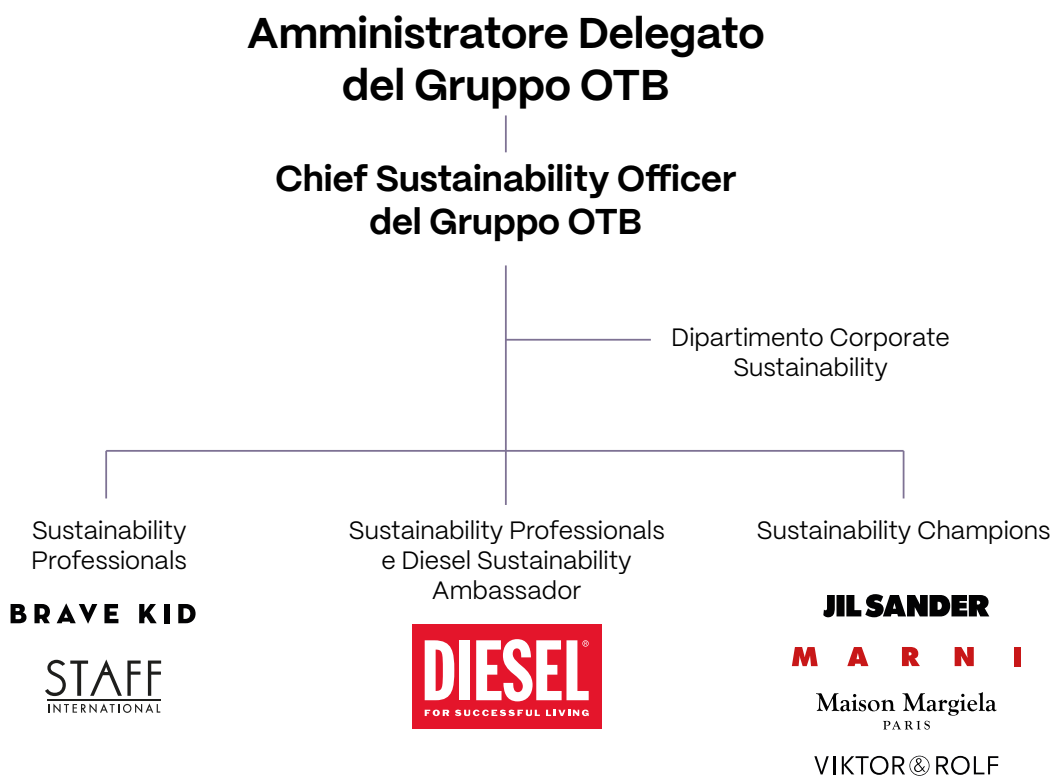 Amministratore Delegato
del Gruppo OTB
Chief Sustainability Officer
del Gruppo OTB
Dipartimento Corporate
Sustainability
Sustainability
Professionals
BRAVE KID
STAFF
INTERNATIONAL
Sustainability Professionals
e Diesel Sustainability
Ambassador
DIESEL®
FOR SUCCESSFUL LIVING
Sustainability Champions
JIL SANDER
MARNI
Maison Margiela
PARIS
VIKTOR&ROLF